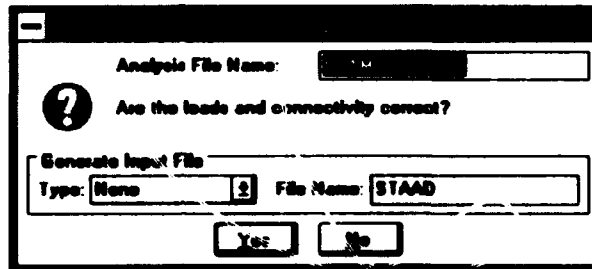 Analysis File Name:
Are the loads and connectivity correct?
Generate Input File
Type: None File Name: STAAD
Yes No